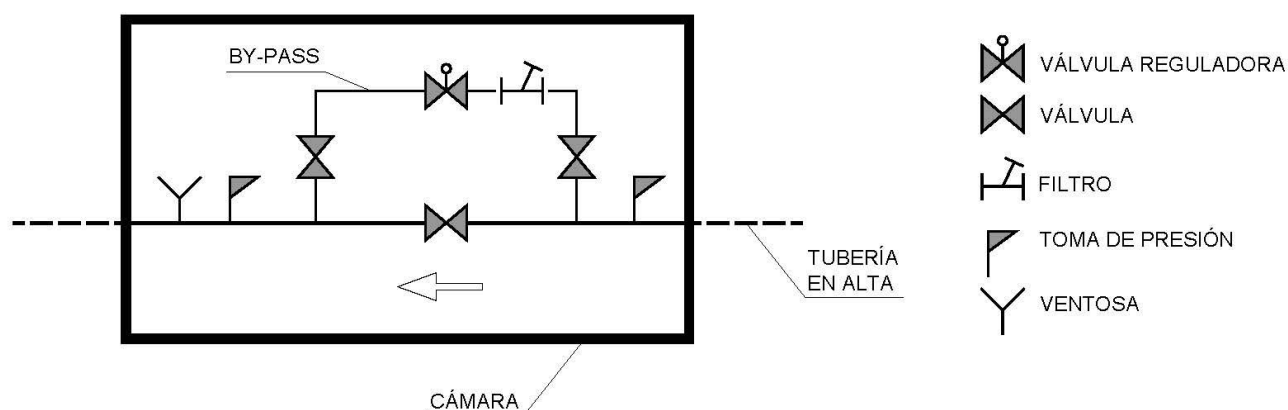 BY-PASS
TUBERÍA
EN ALTA
CÁMARA
VÁLVULA REGULADORA
VÁLVULA
FILTRO
TOMA DE PRESIÓN
VENTOSA